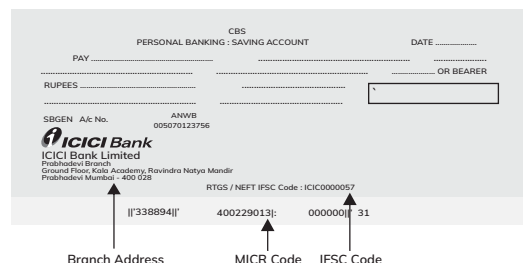 CBS
PERSONAL BANKING : SAVING ACCOUNT DATE
PAY
OR BEARER
RUPEES
`
SBGEN A/c No. ANWB
005070123756
ICICI Bank
ICICI Bank Limited
Prabhadevi Branch
Ground Floor, Kala Academy, Ravindra Natya Mandir
Prabhadevi Mumbai - 400 028
RTGS / NEFT IFSC Code : ICIC0000057
||'338894||' 400229013|: 000000||' 31
Branch Address MICR Code IFSC Code